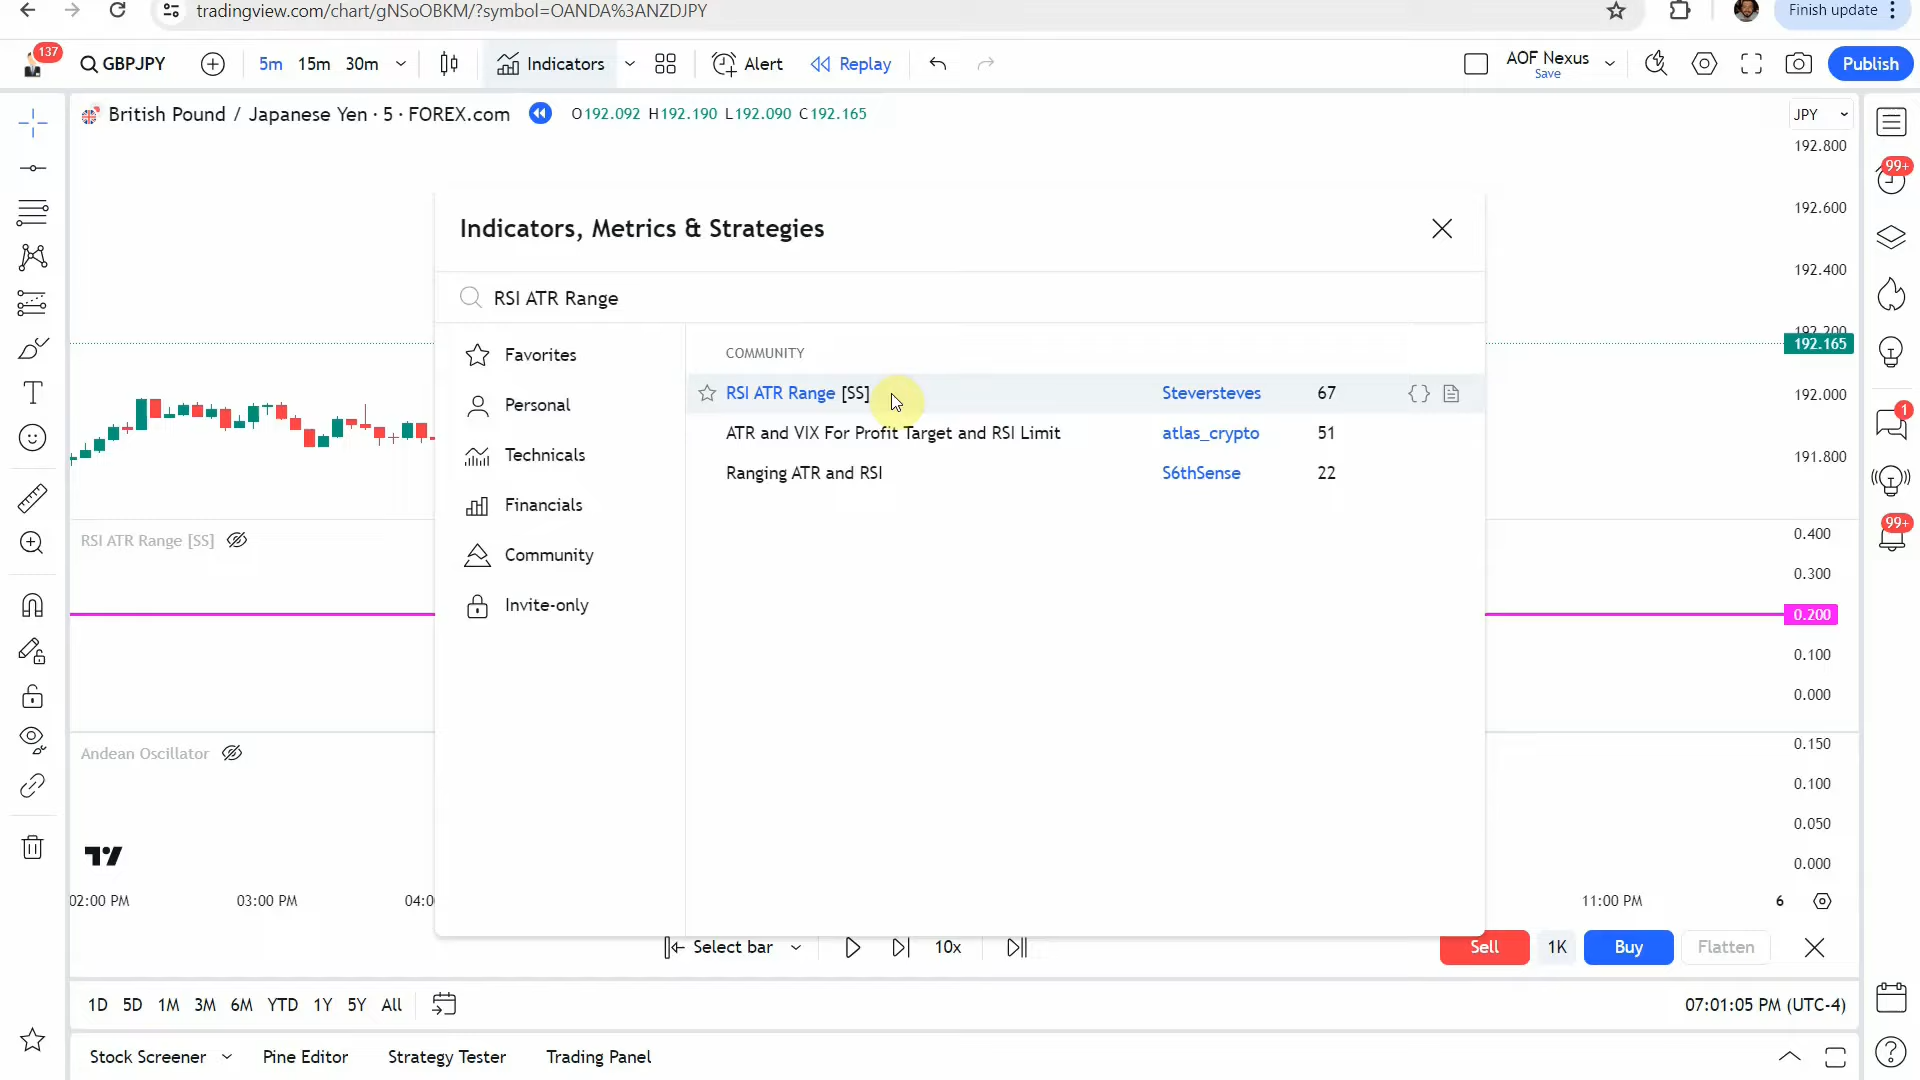 tradingview.com/chart/gNSoOBKM/?symbol=OANDA%3ANZDJPY
Finish update
137
GBPJPY
5m 15m 30m
Indicators
Alert
Replay
AOF Nexus
Save
Publish
British Pound / Japanese Yen · 5 · FOREX.com
O192.092 H192.190 L192.090 C192.165
JPY
192.800
99+
192.600
Indicators, Metrics & Strategies
192.400
RSI ATR Range
192.200
192.165
Favorites
COMMUNITY
RSI ATR Range [SS] Steversteves 67
192.000
Personal
1
ATR and VIX For Profit Target and RSI Limit atlas_crypto 51
Technicals
191.800
Ranging ATR and RSI S6thSense 22
Financials
99+
RSI ATR Range [SS]
0.400
Community
0.300
Invite-only
0.200
0.100
0.000
Andean Oscillator
0.150
0.100
0.050
0.000
02:00 PM 03:00 PM 04:0 11:00 PM 6
Select bar
10x
Sell
1K
Buy
Flatten
1D 5D 1M 3M 6M YTD 1Y 5Y All
07:01:05 PM (UTC-4)
Stock Screener Pine Editor Strategy Tester Trading Panel